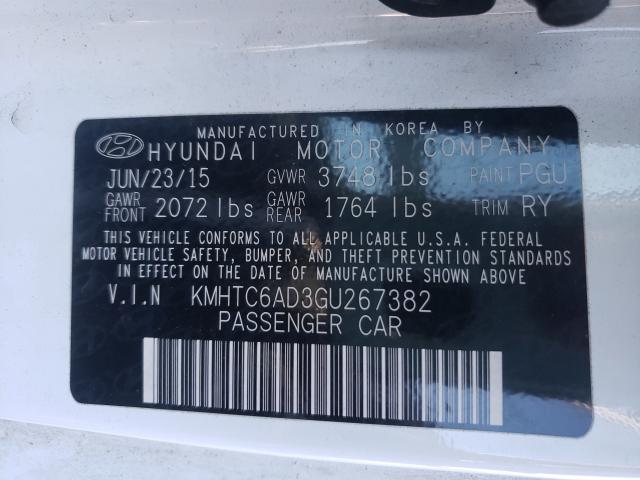 MANUFACTURED IN KOREA BY
HYUNDAI MOTOR COMPANY
JUN/23/15 GVWR 3748 lbs PAINT PGU
GAWR FRONT 2072 lbs GAWR REAR 1764 lbs TRIM RY
THIS VEHICLE CONFORMS TO ALL APPLICABLE U.S.A. FEDERAL
MOTOR VEHICLE SAFETY, BUMPER, AND THEFT PREVENTION STANDARDS
IN EFFECT ON THE DATE OF MANUFACTURE SHOWN ABOVE.
V.I.N KMHTC6AD3GU267382
PASSENGER CAR